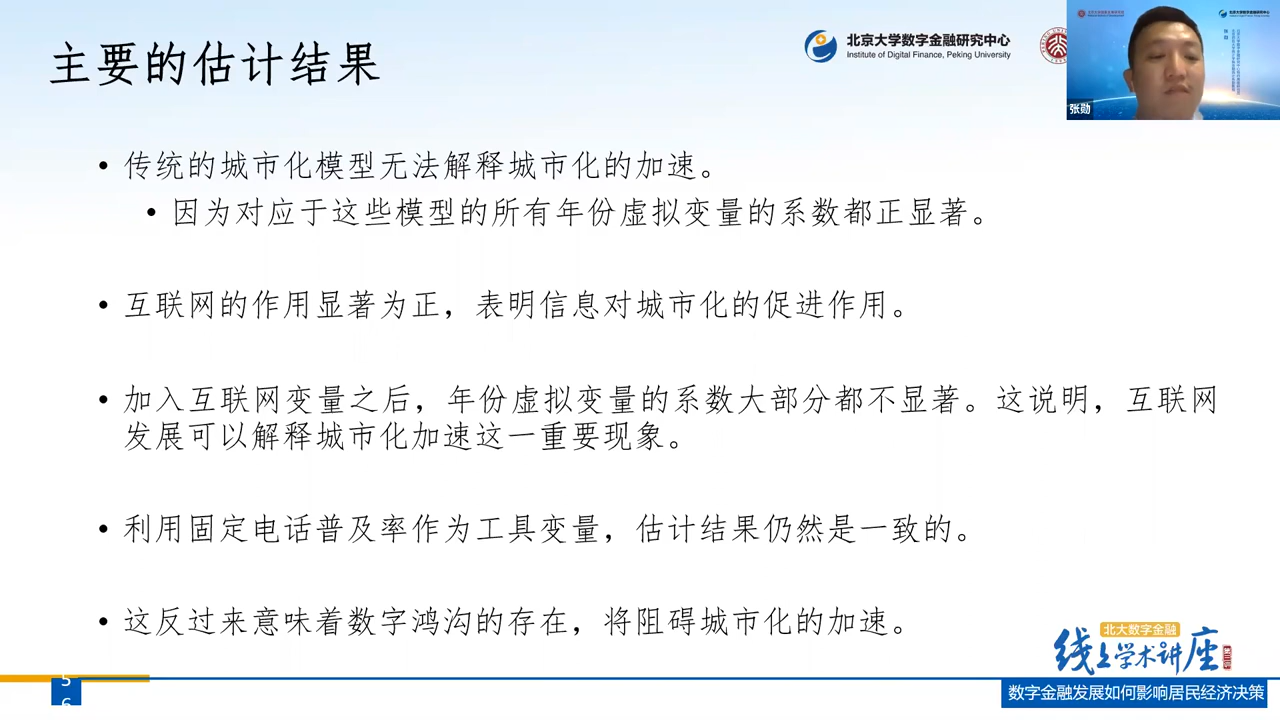 主要的估计结果
北京大学数字金融研究中心
Institute of Digital Finance, Peking University
张勋
• 传统的城市化模型无法解释城市化的加速。
• 因为对应于这些模型的所有年份虚拟变量的系数都正显著。
• 互联网的作用显著为正，表明信息对城市化的促进作用。
• 加入互联网变量之后，年份虚拟变量的系数大部分都不显著。这说明，互联网
发展可以解释城市化加速这一重要现象。
• 利用固定电话普及率作为工具变量，估计结果仍然是一致的。
• 这反过来意味着数字鸿沟的存在，将阻碍城市化的加速。
北大数字金融
线上学术讲座
数字金融发展如何影响居民经济决策
5
6